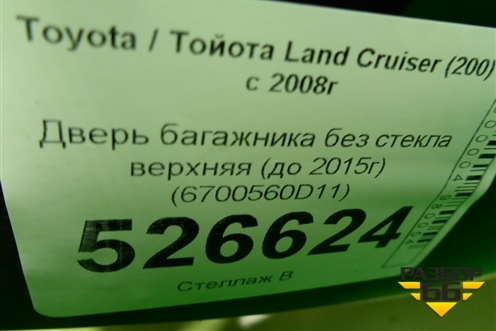 Toyota / Тойота Land Cruiser (200)
с 2008г
Дверь багажника без стекла
верхняя (до 2015г)
(6700560D11)
526624
Стеллаж В
РАЗБОР
66